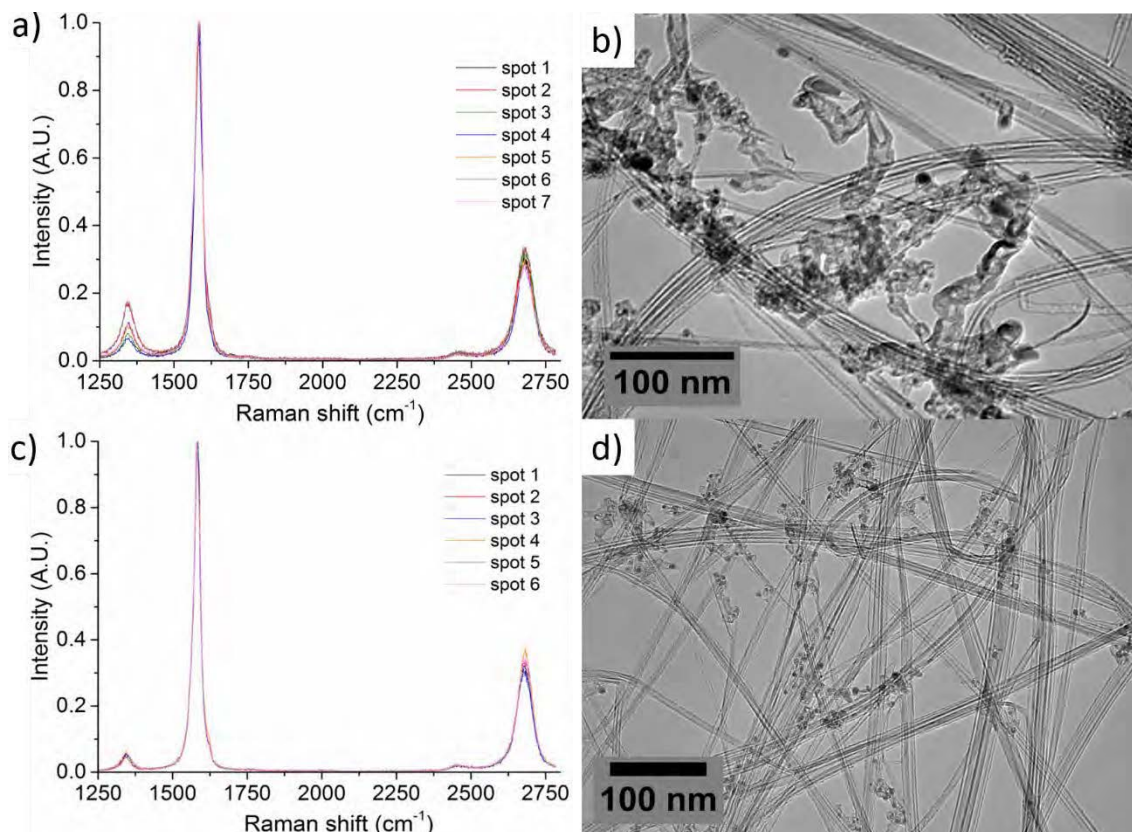 a)
1.0
0.8
0.6
0.4
0.2
0.0
Intensity (A.U.)
1250 1500 1750 2000 2250 2500 2750
Raman shift (cm⁻¹)
spot 1
spot 2
spot 3
spot 4
spot 5
spot 6
spot 7
b)
100 nm
c)
1.0
0.8
0.6
0.4
0.2
0.0
Intensity (A.U.)
1250 1500 1750 2000 2250 2500 2750
Raman shift (cm⁻¹)
spot 1
spot 2
spot 3
spot 4
spot 5
spot 6
d)
100 nm